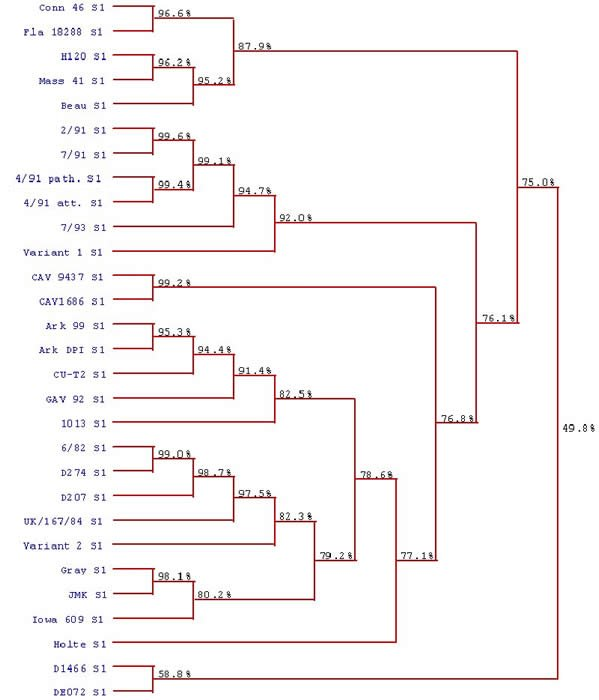 Conn 46 S1
96.6%
Fla 18288 S1
87.9%
H120 S1
96.2%
Mass 41 S1
95.2%
Beau S1
2/91 S1
99.6%
7/91 S1
99.1%
4/91 path. S1
99.4%
75.0%
94.7%
4/91 att. S1
92.0%
7/93 S1
Variant 1 S1
CAV 9437 S1
99.2%
CAV1686 S1
76.1%
Ark 99 S1
95.3%
Ark DPI S1
94.4%
CU-T2 S1
91.4%
GAV 92 S1
82.5%
1013 S1
76.8%
49.8%
6/82 S1
99.0%
D274 S1
98.7%
78.6%
D207 S1
97.5%
UK/167/84 S1
82.3%
Variant 2 S1
79.2%
77.1%
Gray S1
98.1%
JMK S1
80.2%
Iowa 609 S1
Holte S1
D1466 S1
58.8%
DE072 S1